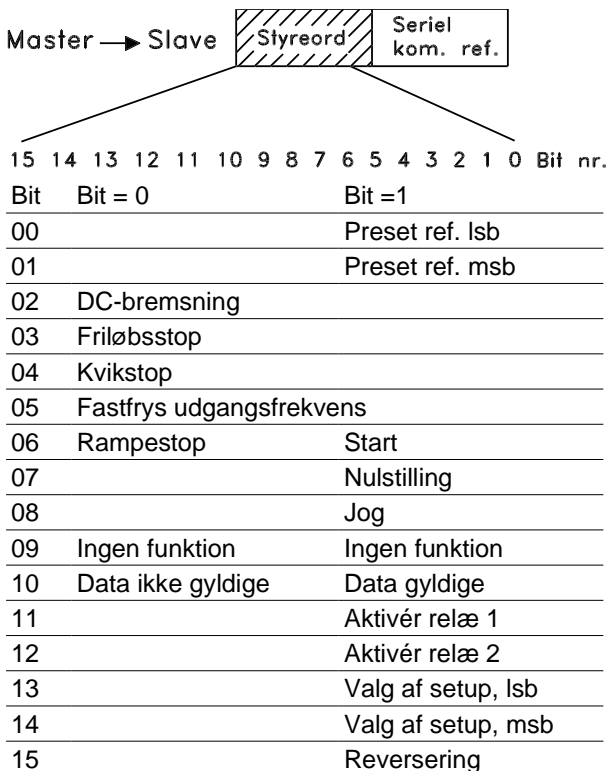 Master Slave Styreord Seriel
kom. ref.
15 14 13 12 11 10 9 8 7 6 5 4 3 2 1 0 Bit nr.
Bit Bit = 0 Bit =1
00 Preset ref. lsb
01 Preset ref. msb
02 DC-bremsning
03 Friløbsstop
04 Kvikstop
05 Fastfrys udgangsfrekvens
06 Rampestop Start
07 Nulstilling
08 Jog
09 Ingen funktion Ingen funktion
10 Data ikke gyldige Data gyldige
11 Aktivér relæ 1
12 Aktivér relæ 2
13 Valg af setup, lsb
14 Valg af setup, msb
15 Reversering